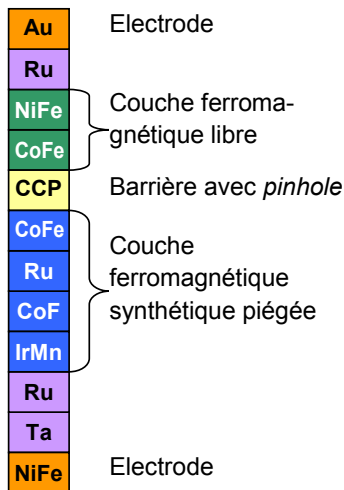 Au Electrode
Ru
NiFe
CoFe
Couche ferroma-
gnétique libre
CCP Barrière avec pinhole
CoFe
Ru
CoF
IrMn
Couche
ferromagnétique
synthétique piégée
Ru
Ta
NiFe Electrode